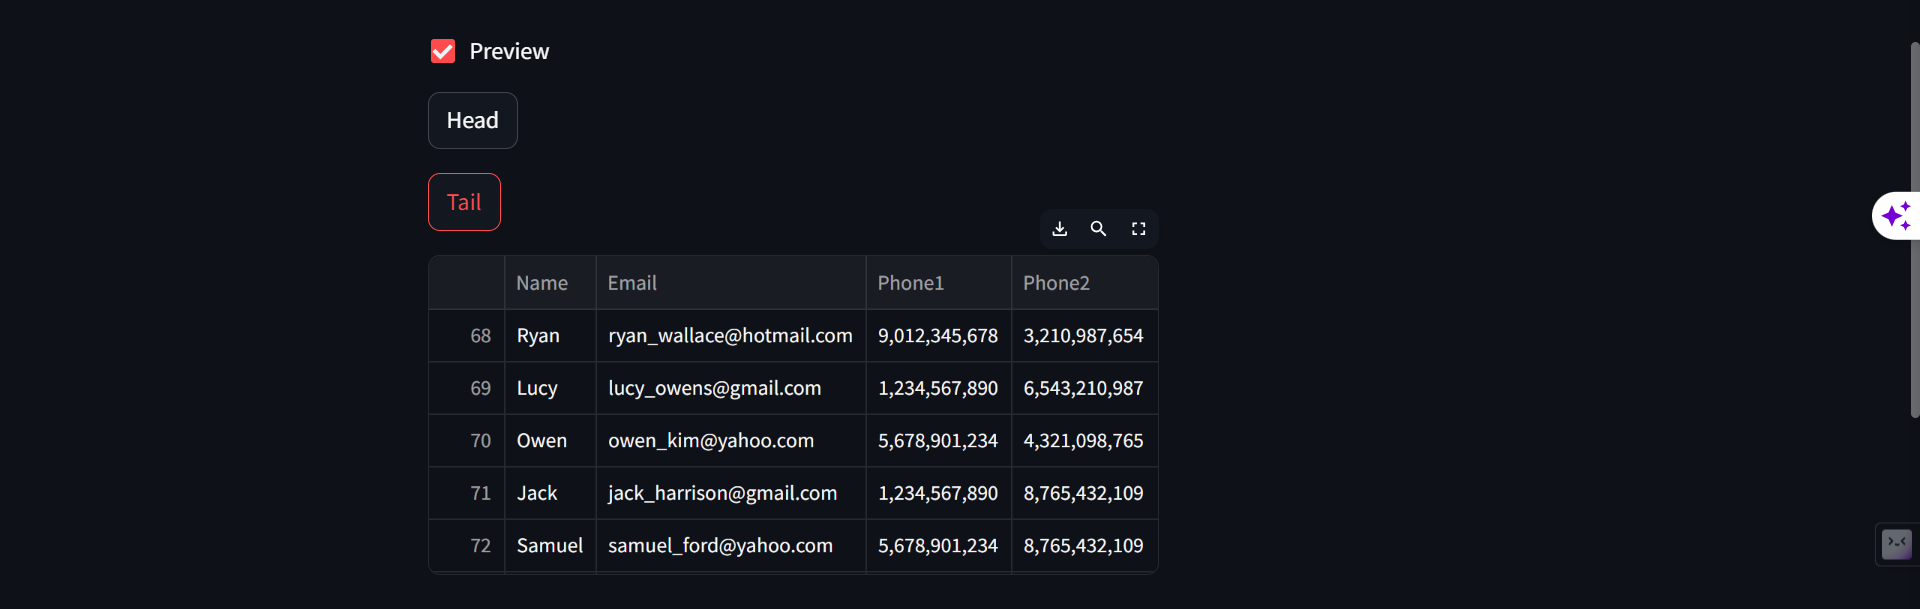 Preview
Head
Tail
Name Email Phone1 Phone2
68 Ryan ryan_wallace@hotmail.com 9,012,345,678 3,210,987,654
69 Lucy lucy_owens@gmail.com 1,234,567,890 6,543,210,987
70 Owen owen_kim@yahoo.com 5,678,901,234 4,321,098,765
71 Jack jack_harrison@gmail.com 1,234,567,890 8,765,432,109
72 Samuel samuel_ford@yahoo.com 5,678,901,234 8,765,432,109